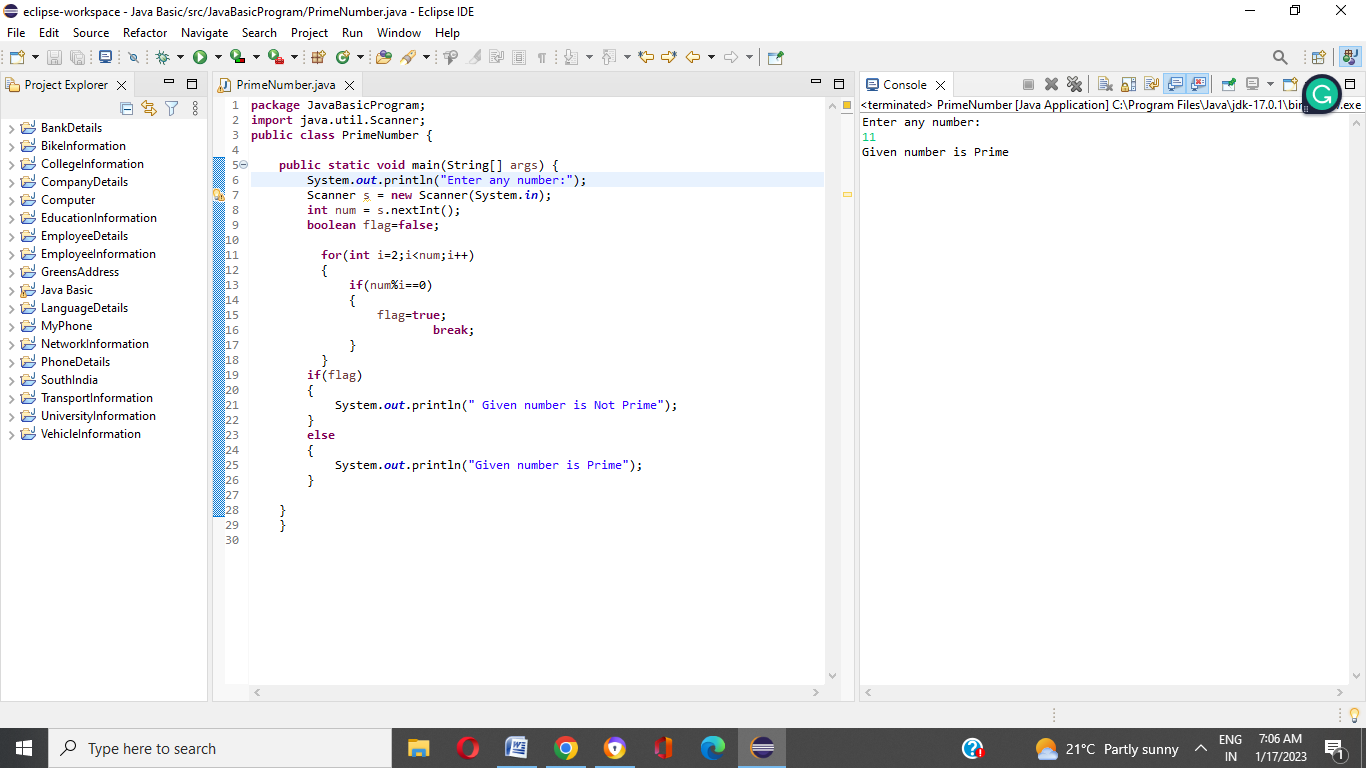 eclipse-workspace - Java Basic/src/JavaBasicProgram/PrimeNumber.java - Eclipse IDE
File Edit Source Refactor Navigate Search Project Run Window Help
Project Explorer
BankDetails
BikeInformation
CollegeInformation
CompanyDetails
Computer
EducationInformation
EmployeeDetails
EmployeeInformation
GreensAddress
Java Basic
LanguageDetails
MyPhone
NetworkInformation
PhoneDetails
SouthIndia
TransportInformation
UniversityInformation
VehicleInformation
PrimeNumber.java
1 package JavaBasicProgram;
2 import java.util.Scanner;
3 public class PrimeNumber {
4
5 public static void main(String[] args) {
6 System.out.println("Enter any number:");
7 Scanner s = new Scanner(System.in);
8 int num = s.nextInt();
9 boolean flag=false;
10
11 for(int i=2;i<num;i++)
12 {
13 if(num%i==0)
14 {
15 flag=true;
16 break;
17 }
18 }
19 if(flag)
20 {
21 System.out.println(" Given number is Not Prime");
22 }
23 else
24 {
25 System.out.println("Given number is Prime");
26 }
27
28 }
29 }
30
Console
<terminated> PrimeNumber [Java Application] C:\Program Files\Java\jdk-17.0.1\bin .exe
Enter any number:
11
Given number is Prime
Type here to search
21°C Partly sunny
ENG
IN
7:06 AM
1/17/2023
1